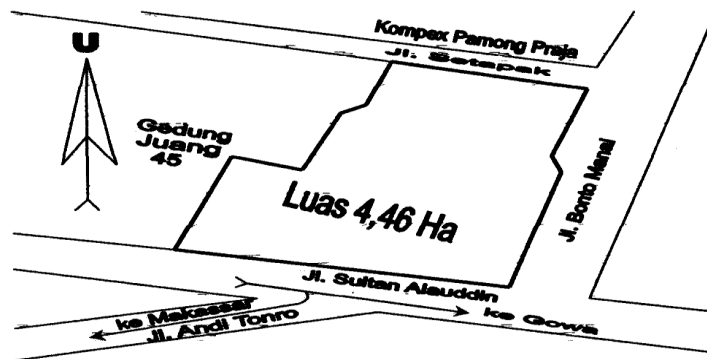 U
Kompex Pamong Praja
Jl. Setapak
Gedung
Juang
45
Luas 4,46 Ha
Jl. Bonto Manai
Jl. Sultan Alauddin
ke Gowa
ke Makassar
Jl. Andi Tonro